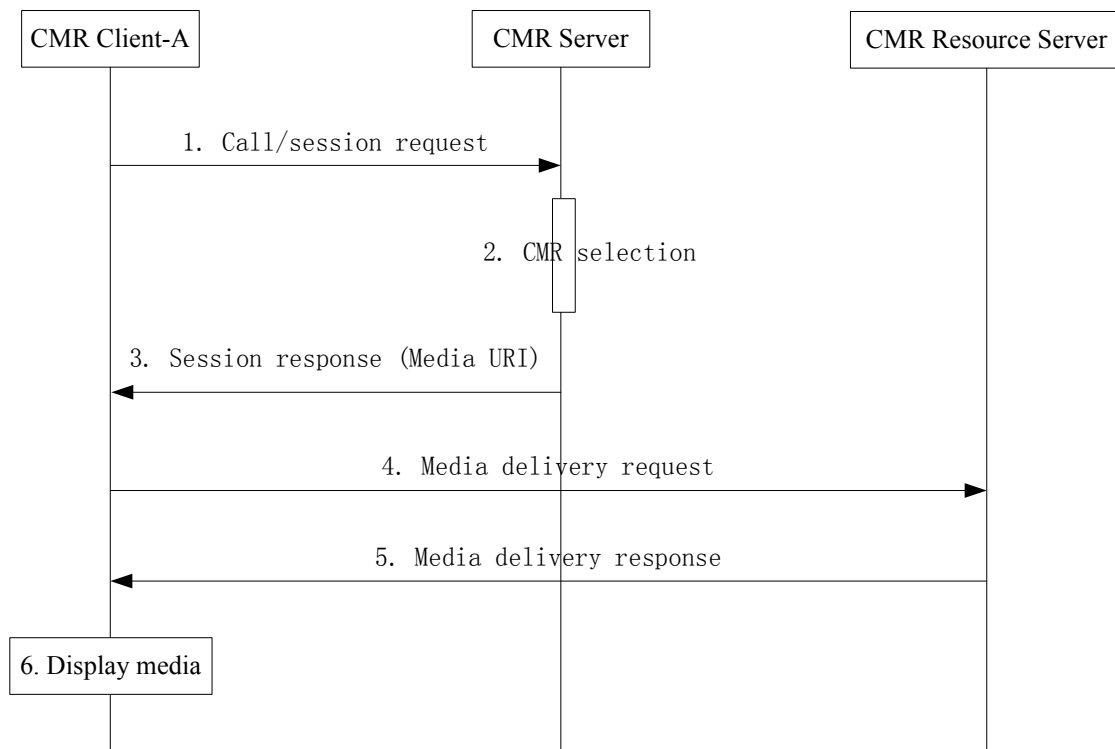 CMR Client-A
CMR Server
CMR Resource Server
1. Call/session request
2. CMR selection
3. Session response (Media URI)
4. Media delivery request
5. Media delivery response
6. Display media